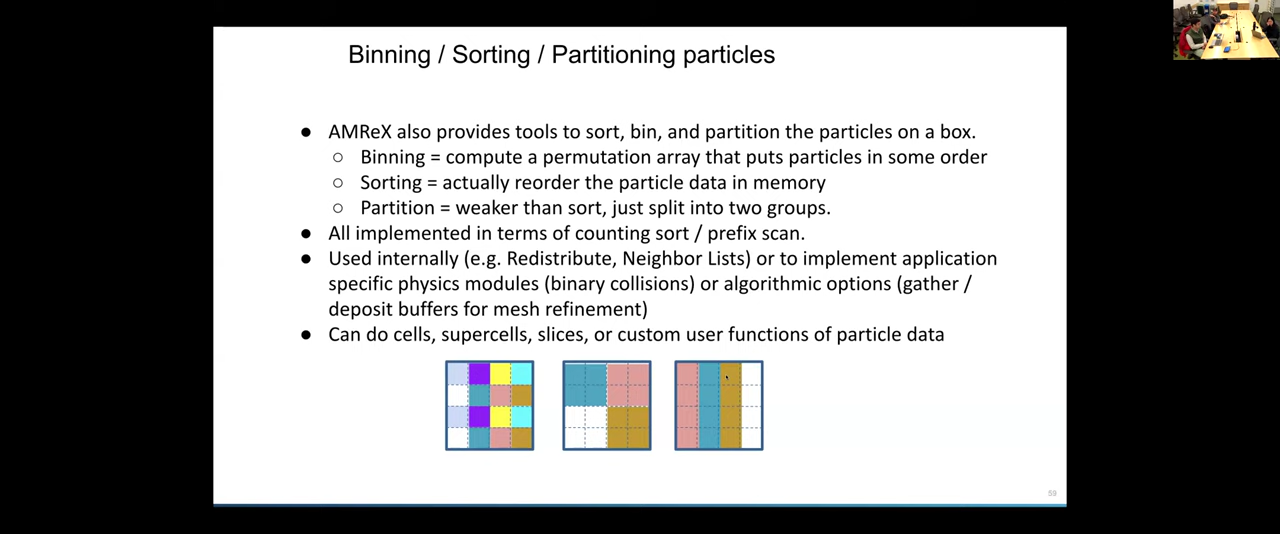 Binning / Sorting / Partitioning particles
● AMReX also provides tools to sort, bin, and partition the particles on a box.
○ Binning = compute a permutation array that puts particles in some order
○ Sorting = actually reorder the particle data in memory
○ Partition = weaker than sort, just split into two groups.
● All implemented in terms of counting sort / prefix scan.
● Used internally (e.g. Redistribute, Neighbor Lists) or to implement application
specific physics modules (binary collisions) or algorithmic options (gather /
deposit buffers for mesh refinement)
● Can do cells, supercells, slices, or custom user functions of particle data
59